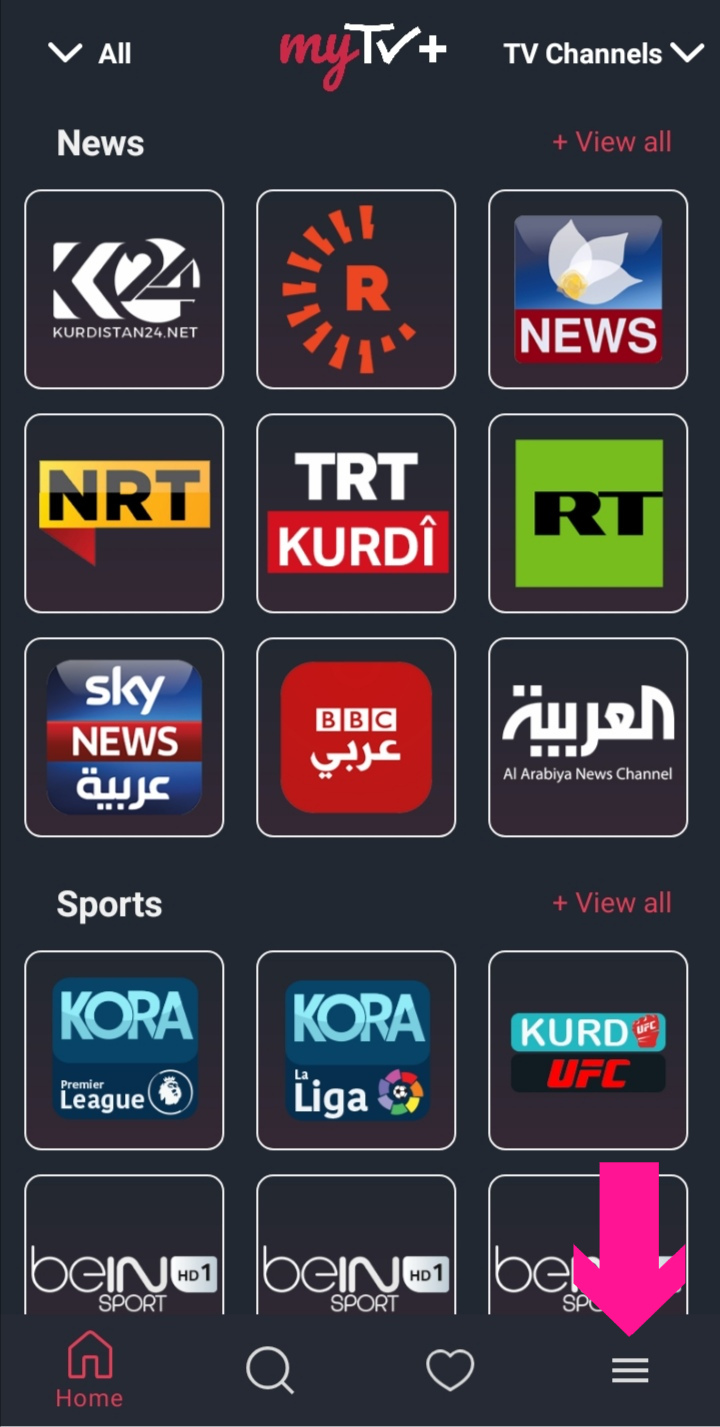 All
myTV+
TV Channels
News
+ View all
K24
KURDISTAN24.NET
R
NEWS
NRT
TRT
KURDÎ
RT
sky
NEWS
عربية
BBC
عربي
العربية
Al Arabiya News Channel
Sports
+ View all
KORA
Premier
League
KORA
La
Liga
KURD UFC
UFC
beIN HD1
SPORT
beIN HD1
SPORT
be
SP
Home